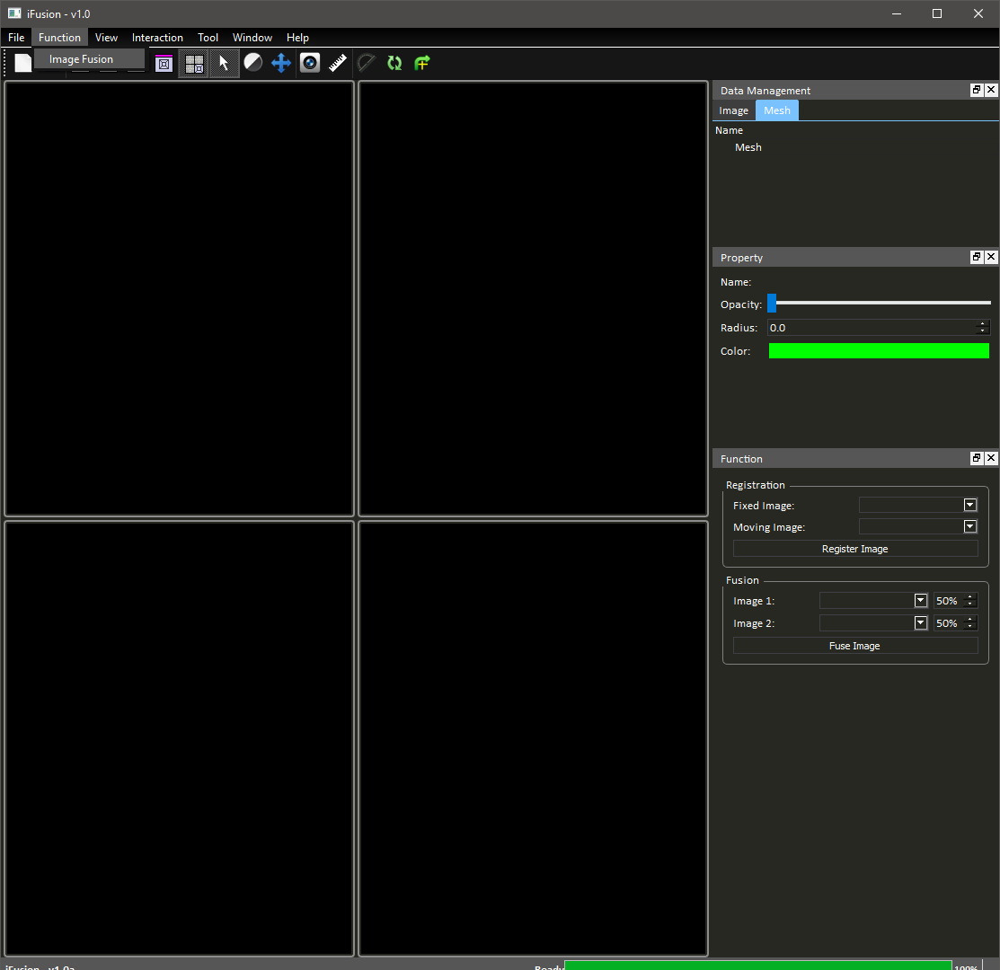 iFusion - v1.0
File Function View Interaction Tool Window Help
Image Fusion
Data Management
Image Mesh
Name
Mesh
Property
Name:
Opacity:
Radius: 0.0
Color:
Function
Registration
Fixed Image:
Moving Image:
Register Image
Fusion
Image 1: 50%
Image 2: 50%
Fuse Image
iFusion - v1.0a Ready 100%